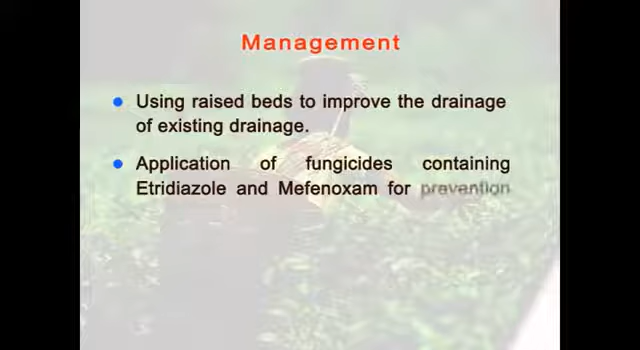 Management
Using raised beds to improve the drainage
of existing drainage.
Application of fungicides containing
Etridiazole and Mefenoxam for prevention